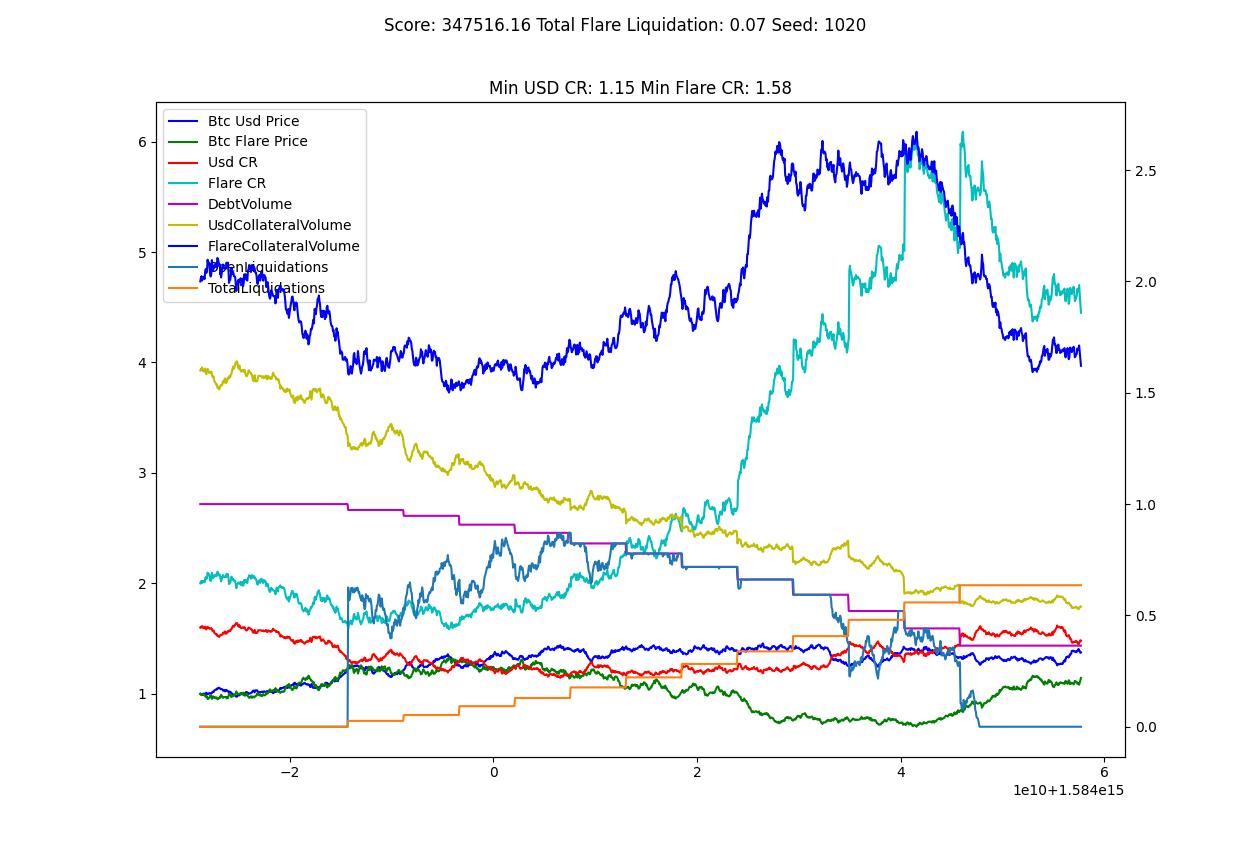 Score: 347516.16 Total Flare Liquidation: 0.07 Seed: 1020
Min USD CR: 1.15 Min Flare CR: 1.58
Btc Usd Price
Btc Flare Price
Usd CR
Flare CR
DebtVolume
UsdCollateralVolume
FlareCollateralVolume
OpenLiquidations
TotalLiquidations
6
5
4
3
2
1
2.5
2.0
1.5
1.0
0.5
0.0
−2
0
2
4
6
1e10+1.584e15